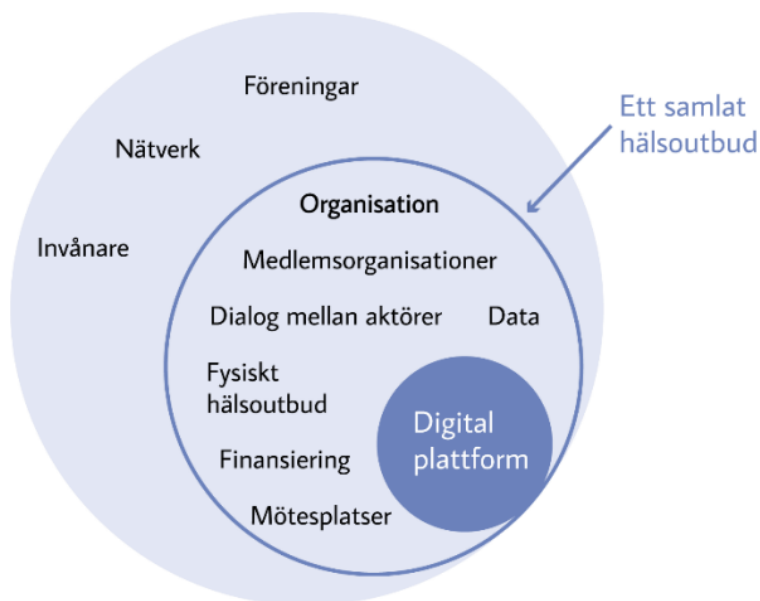 Föreningar
Ett samlat
hälsoutbud
Nätverk
Organisation
Invånare
Medlemsorganisationer
Dialog mellan aktörer
Data
Fysiskt
hälsoutbud
Digital
plattform
Finansiering
Mötesplatser